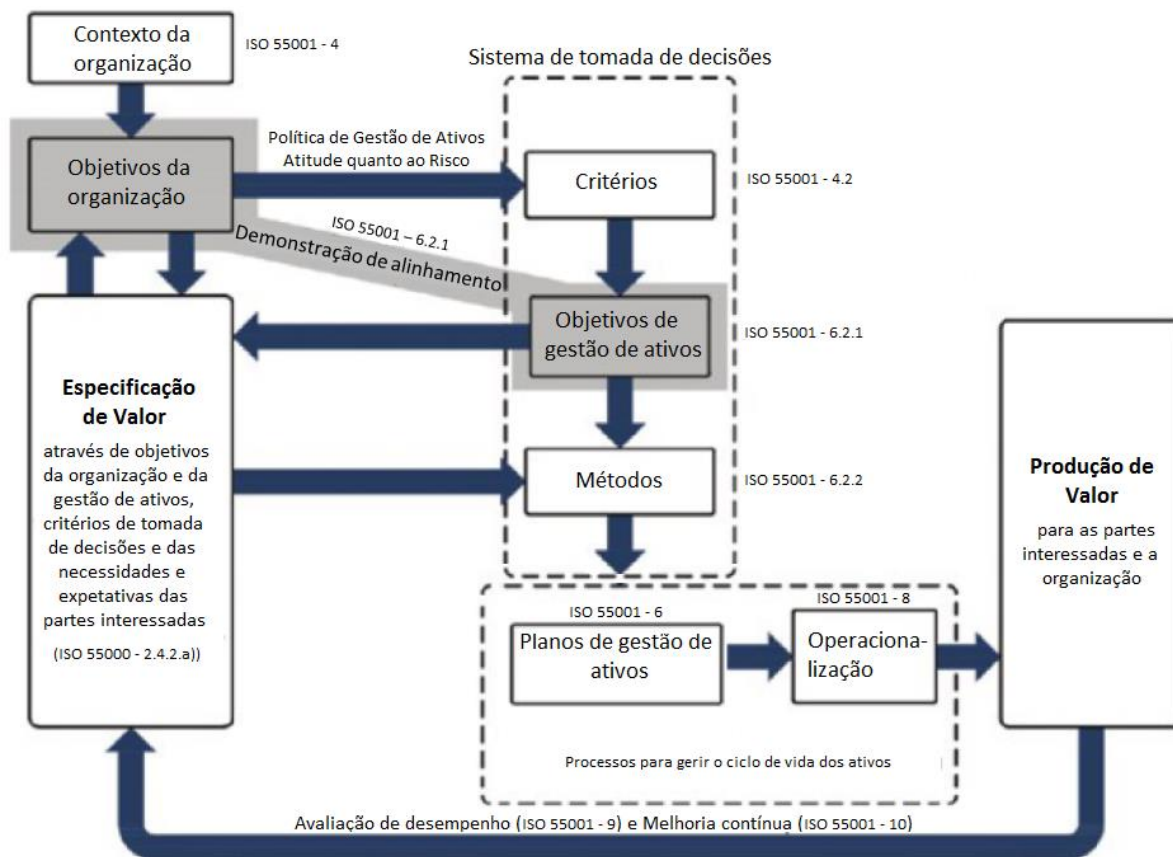 Contexto da
organização
ISO 55001 - 4
Sistema de tomada de decisões
Objetivos da
organização
Política de Gestão de Ativos
Atitude quanto ao Risco
Critérios
ISO 55001 - 4.2
ISO 55001 – 6.2.1
Demonstração de alinhamento
Objetivos de
gestão de ativos
ISO 55001 - 6.2.1
Especificação
de Valor
através de objetivos
da organização e da
gestão de ativos,
critérios de tomada
de decisões e das
necessidades e
expetativas das
partes interessadas
(ISO 55000 - 2.4.2.a))
Métodos
ISO 55001 - 6.2.2
Produção de
Valor
para as partes
interessadas e a
organização
ISO 55001 - 6
Planos de gestão de
ativos
ISO 55001 - 8
Operaciona-
lização
Processos para gerir o ciclo de vida dos ativos
Avaliação de desempenho (ISO 55001 - 9) e Melhoria contínua (ISO 55001 - 10)